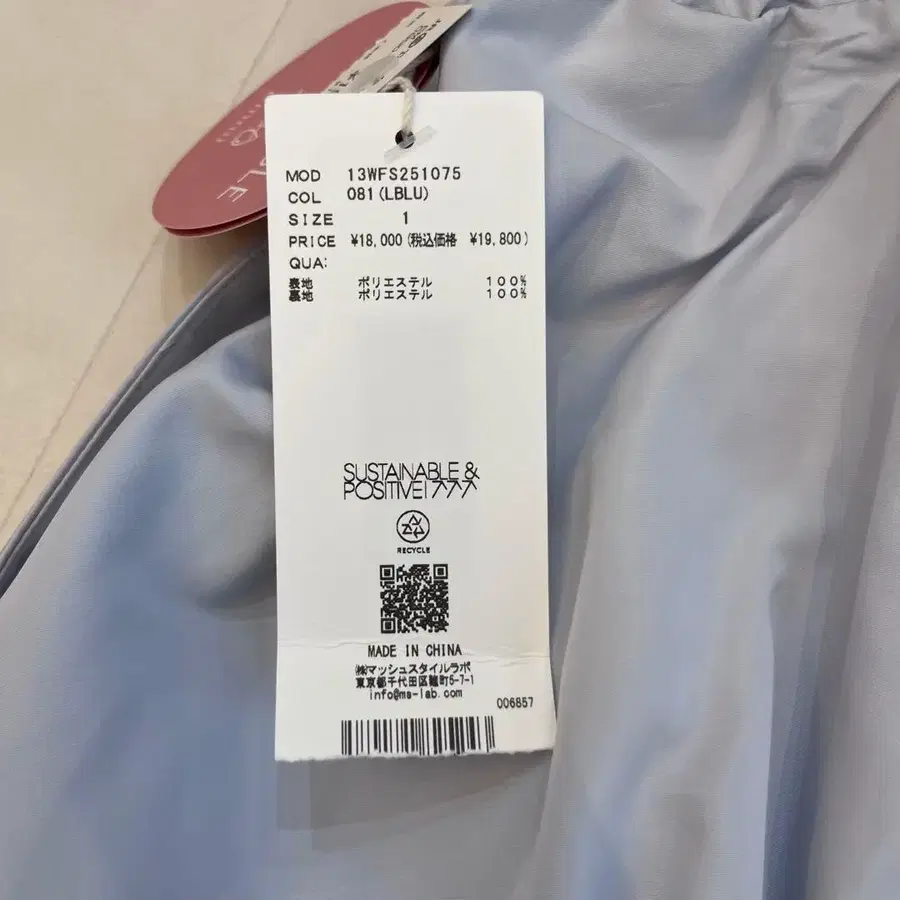 MOD 13WFS251075
COL 081(LBLU)
SIZE 1
PRICE ¥18,000(税込価格 ¥19,800)
QUA:
表地 ポリエステル 100%
裏地 ポリエステル 100%
SUSTAINABLE &
POSITIVE!
RECYCLE
MADE IN CHINA
㈱マッシュスタイルラボ
東京都千代田区麹町5-7-1
info@ms-lab.com
006857